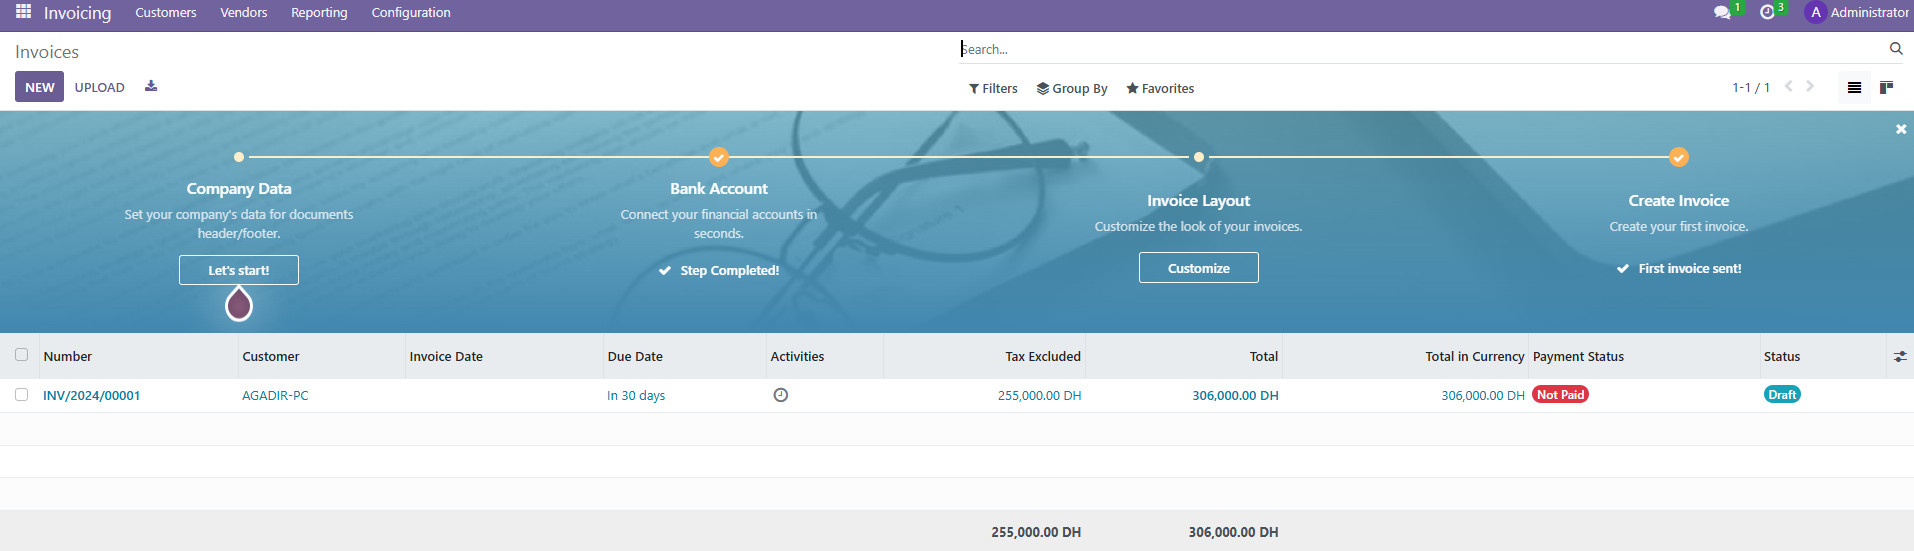 Invoicing Customers Vendors Reporting Configuration 1 3 A Administrator
Invoices
Search...
NEW UPLOAD
Filters Group By Favorites
1-1 / 1
Company Data
Set your company's data for documents
header/footer.
Let's start!
Bank Account
Connect your financial accounts in
seconds.
Step Completed!
Invoice Layout
Customize the look of your invoices.
Customize
Create Invoice
Create your first invoice.
First invoice sent!
Number Customer Invoice Date Due Date Activities Tax Excluded Total Total in Currency Payment Status Status
INV/2024/00001 AGADIR-PC In 30 days 255,000.00 DH 306,000.00 DH 306,000.00 DH Not Paid Draft
255,000.00 DH 306,000.00 DH